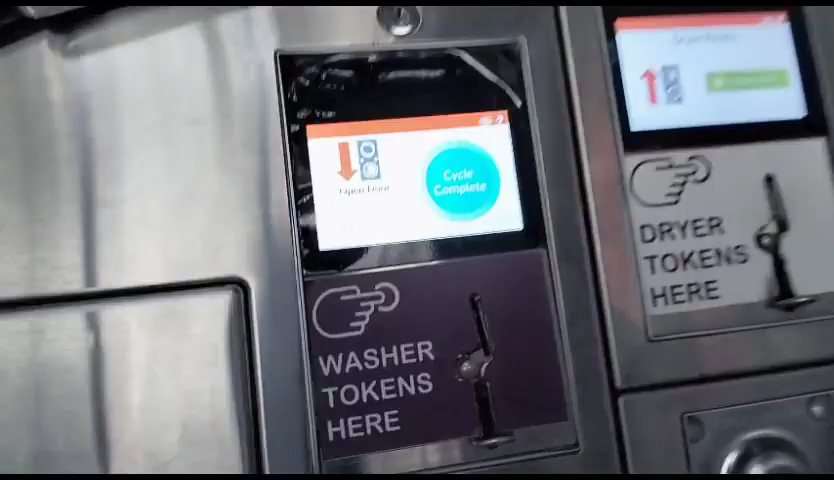 Open Door
Cycle
Complete
WASHER
TOKENS
HERE
DRYER
TOKENS
HERE